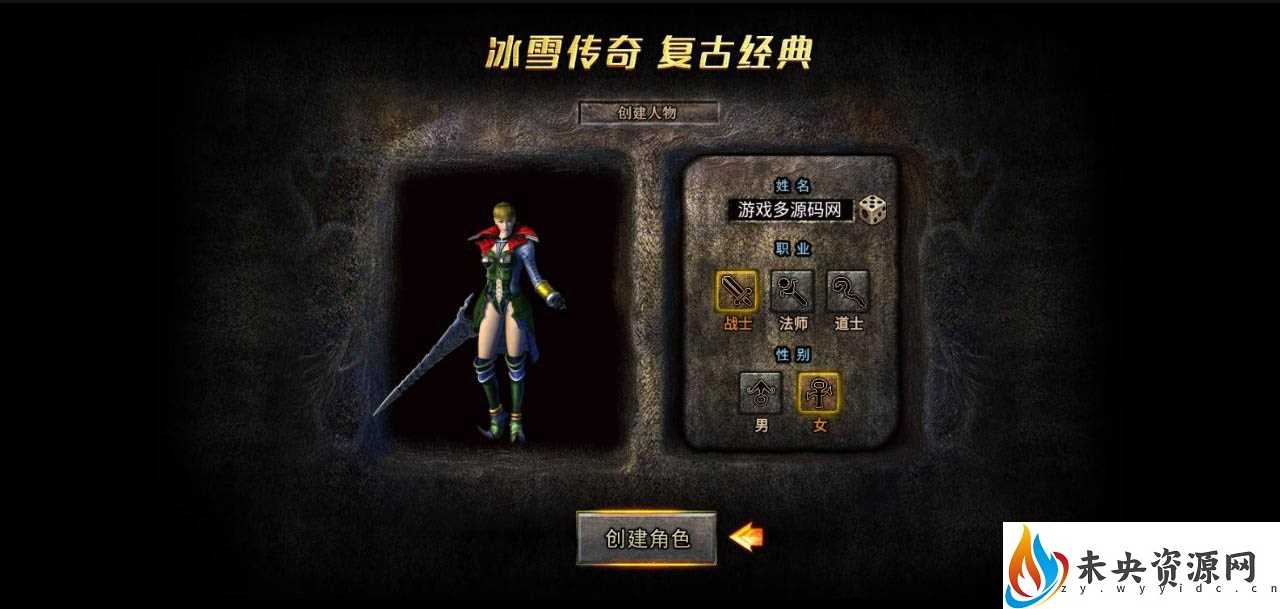 冰雪传奇 复古经典
创建人物
姓 名
游戏多源码网
职 业
战士 法师 道士
性 别
男 女
创建角色
未央资源网
zy.wyyidc.cn